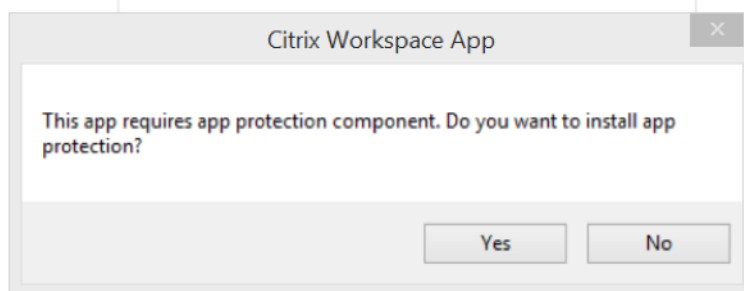 Citrix Workspace App
This app requires app protection component. Do you want to install app
protection?
Yes
No